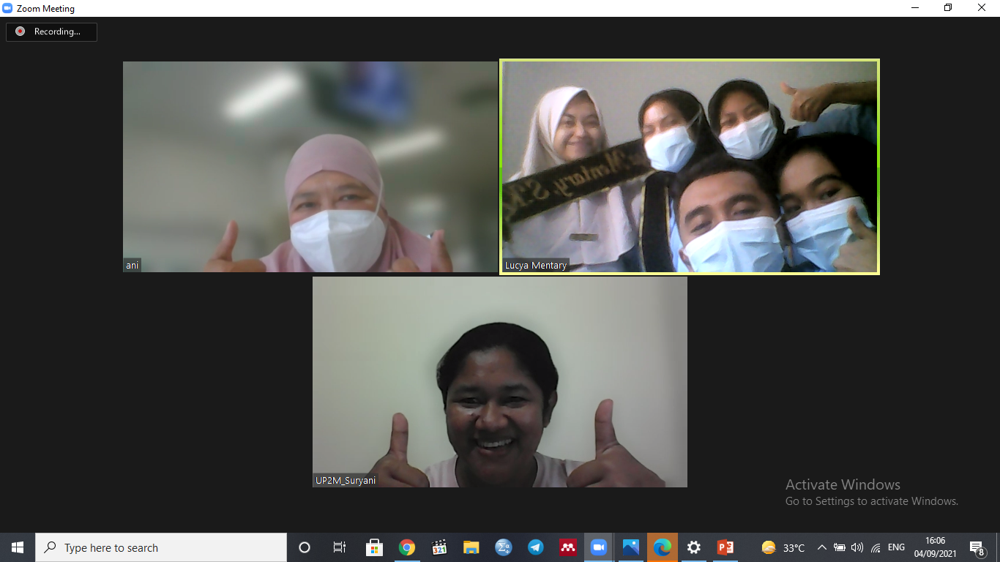 Zoom Meeting
Recording...
Mentary, S.K
ani
Lucya Mentary
UP2M_Suryani
Activate Windows
Go to Settings to activate Windows.
Type here to search
321
33°C
ENG
16:06
04/09/2021
8